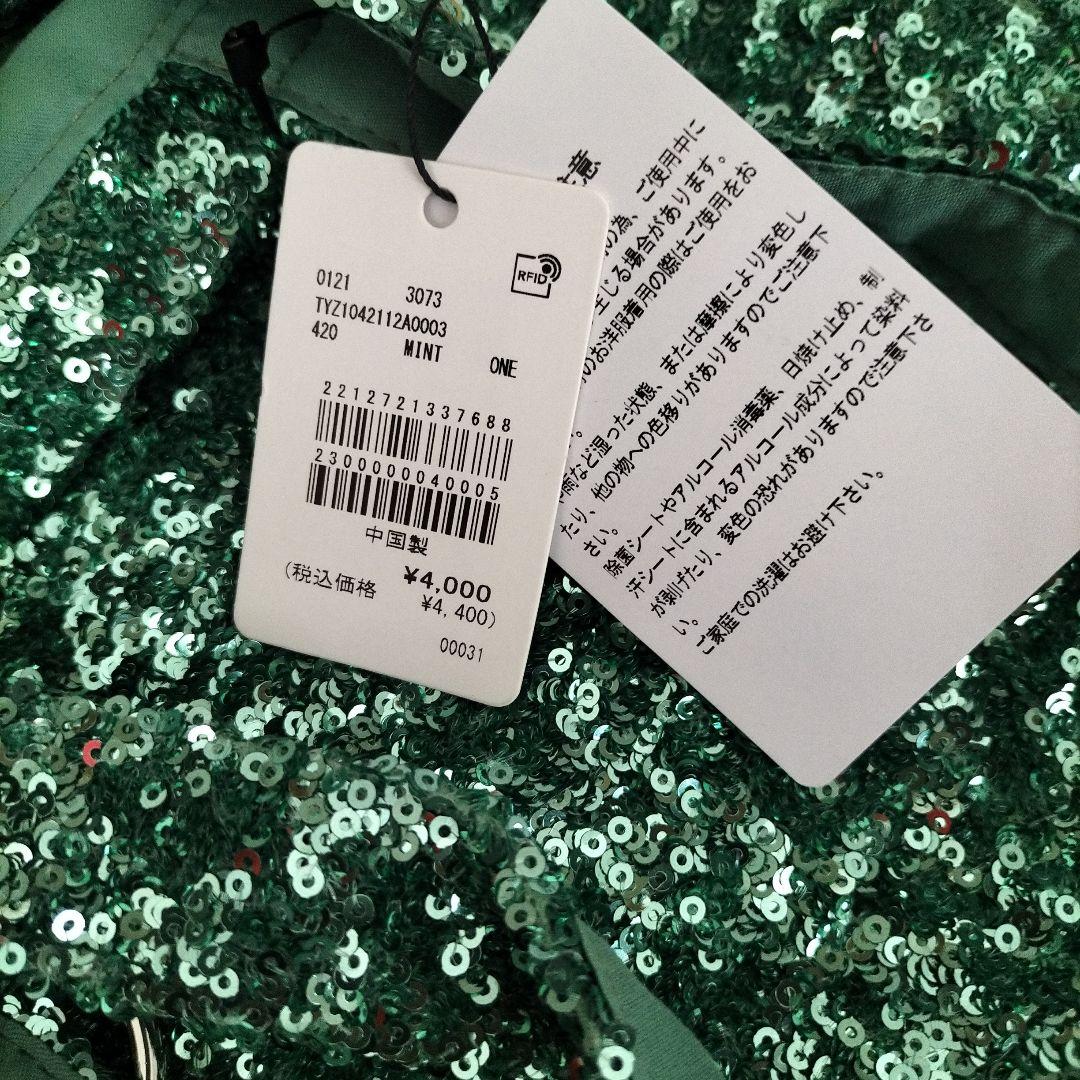 RFID
0121 3073
TYZ1042112A0003
420 MINT ONE
2212721337688
2300000040005
中国製
¥4,000
(税込価格 ¥4,400)
00031
意
の為、ご使用中に
生じる場合があります。
のお洋服着用の際はご使用をお
。
雨など湿った状態、または摩擦により変色し
たり、他の物への色移りがありますのでご注意下
さい。
除菌シートやアルコール消毒薬、日焼け止め、制
汗シートに含まれるアルコール成分によって染料
が剥げたり、変色の恐れがありますので注意下さ
い。
ご家庭での洗濯はお避け下さい。